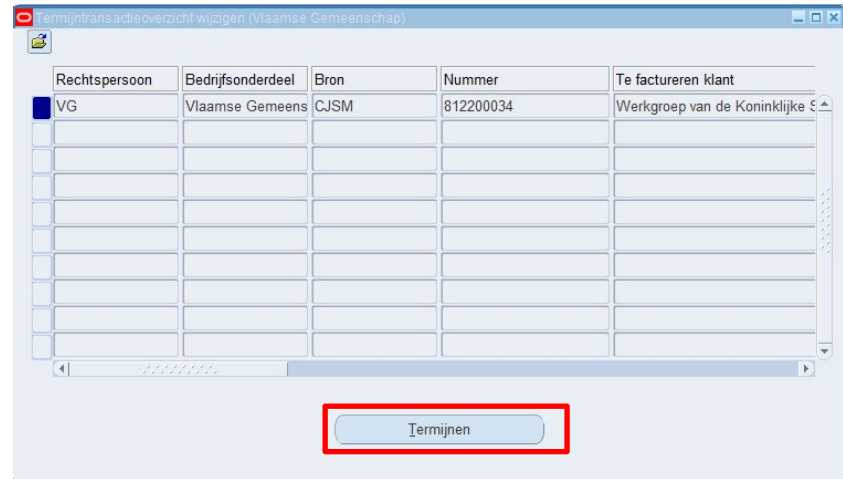 Termijntransactieoverzicht wijzigen (Vlaamse Gemeenschap)
Rechtspersoon Bedrijfsonderdeel Bron Nummer Te factureren klant
VG Vlaamse Gemeens CJSM 812200034 Werkgroep van de Koninklijke S
Termijnen